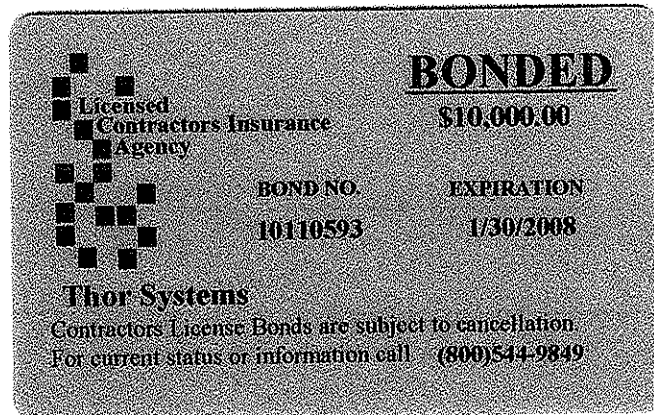 BONDED
$10,000.00
Licensed
Contractors Insurance
Agency
BOND NO.
EXPIRATION
10110593
1/30/2008
Thor Systems
Contractors License Bonds are subject to cancellation.
For current status or information call (800)544-9849